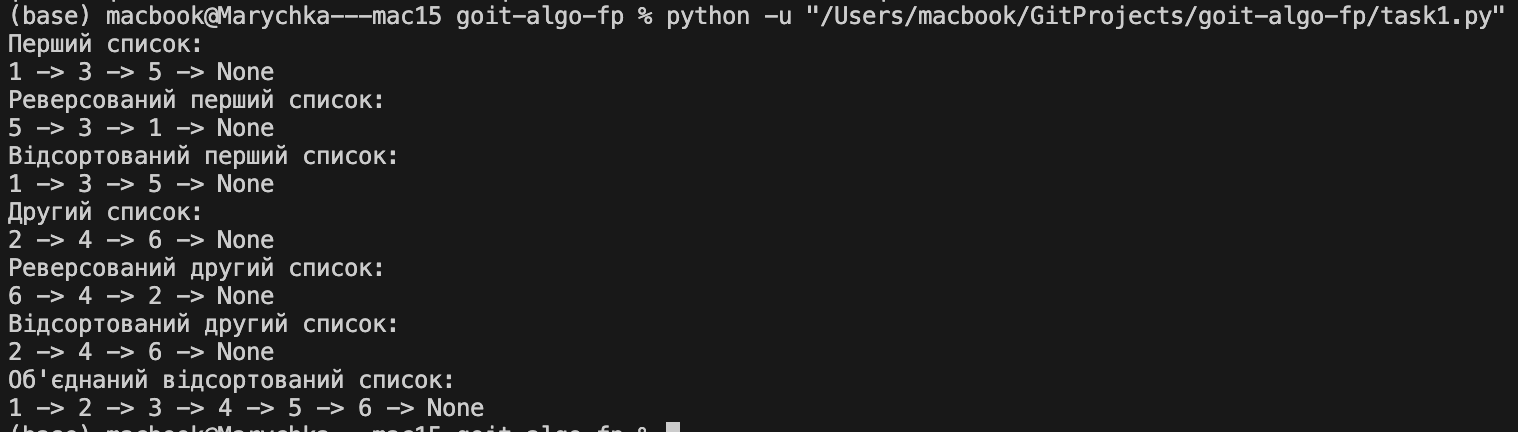 (base) macbook@Marychka---mac15 goit-algo-fp % python -u "/Users/macbook/GitProjects/goit-algo-fp/task1.py"
Перший список:
1 -> 3 -> 5 -> None
Реверсований перший список:
5 -> 3 -> 1 -> None
Відсортований перший список:
1 -> 3 -> 5 -> None
Другий список:
2 -> 4 -> 6 -> None
Реверсований другий список:
6 -> 4 -> 2 -> None
Відсортований другий список:
2 -> 4 -> 6 -> None
Об'єднаний відсортований список:
1 -> 2 -> 3 -> 4 -> 5 -> 6 -> None
(base) macbook@Marychka---mac15 goit-algo-fp %